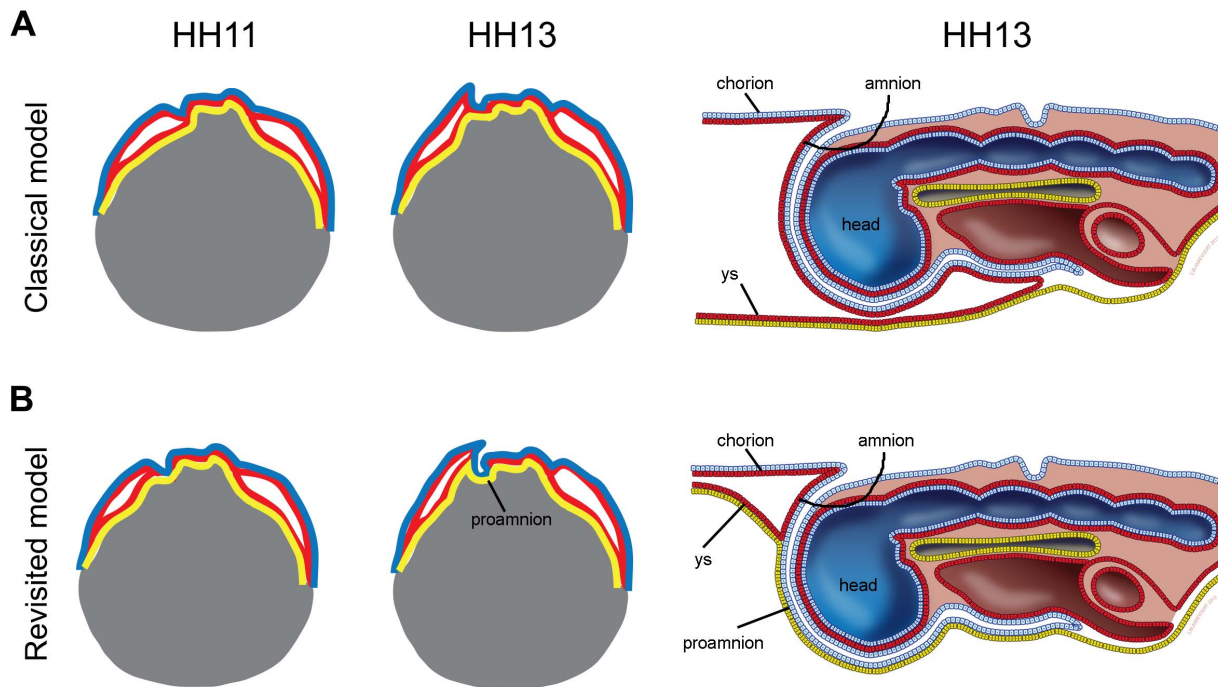 A
HH11
HH13
HH13
Classical model
chorion
amnion
head
ys
B
Revisited model
proamnion
chorion
amnion
ys
head
proamnion